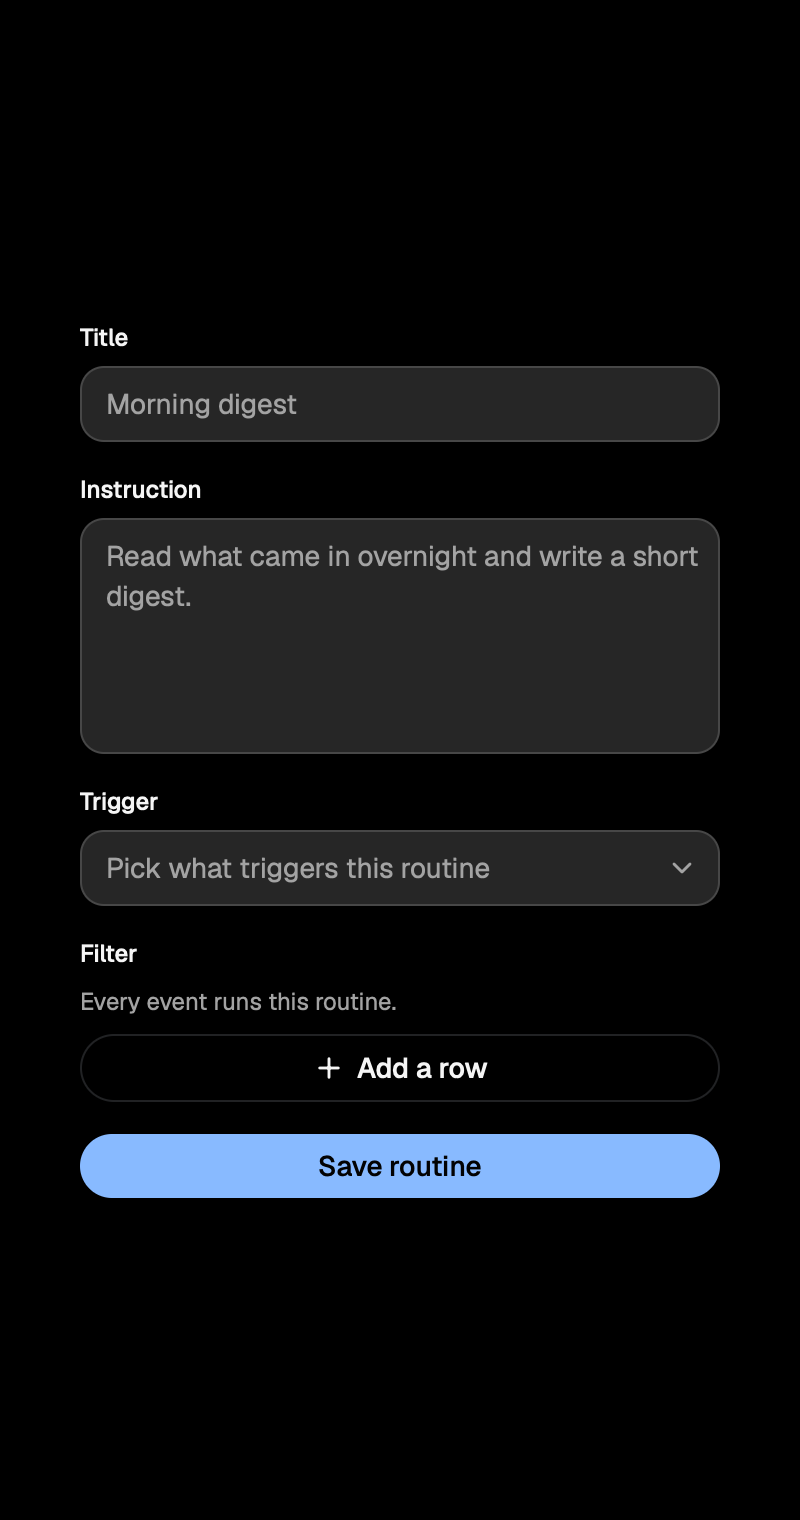 Title
Morning digest
Instruction
Read what came in overnight and write a short
digest.
Trigger
Pick what triggers this routine
Filter
Every event runs this routine.
Add a row
Save routine